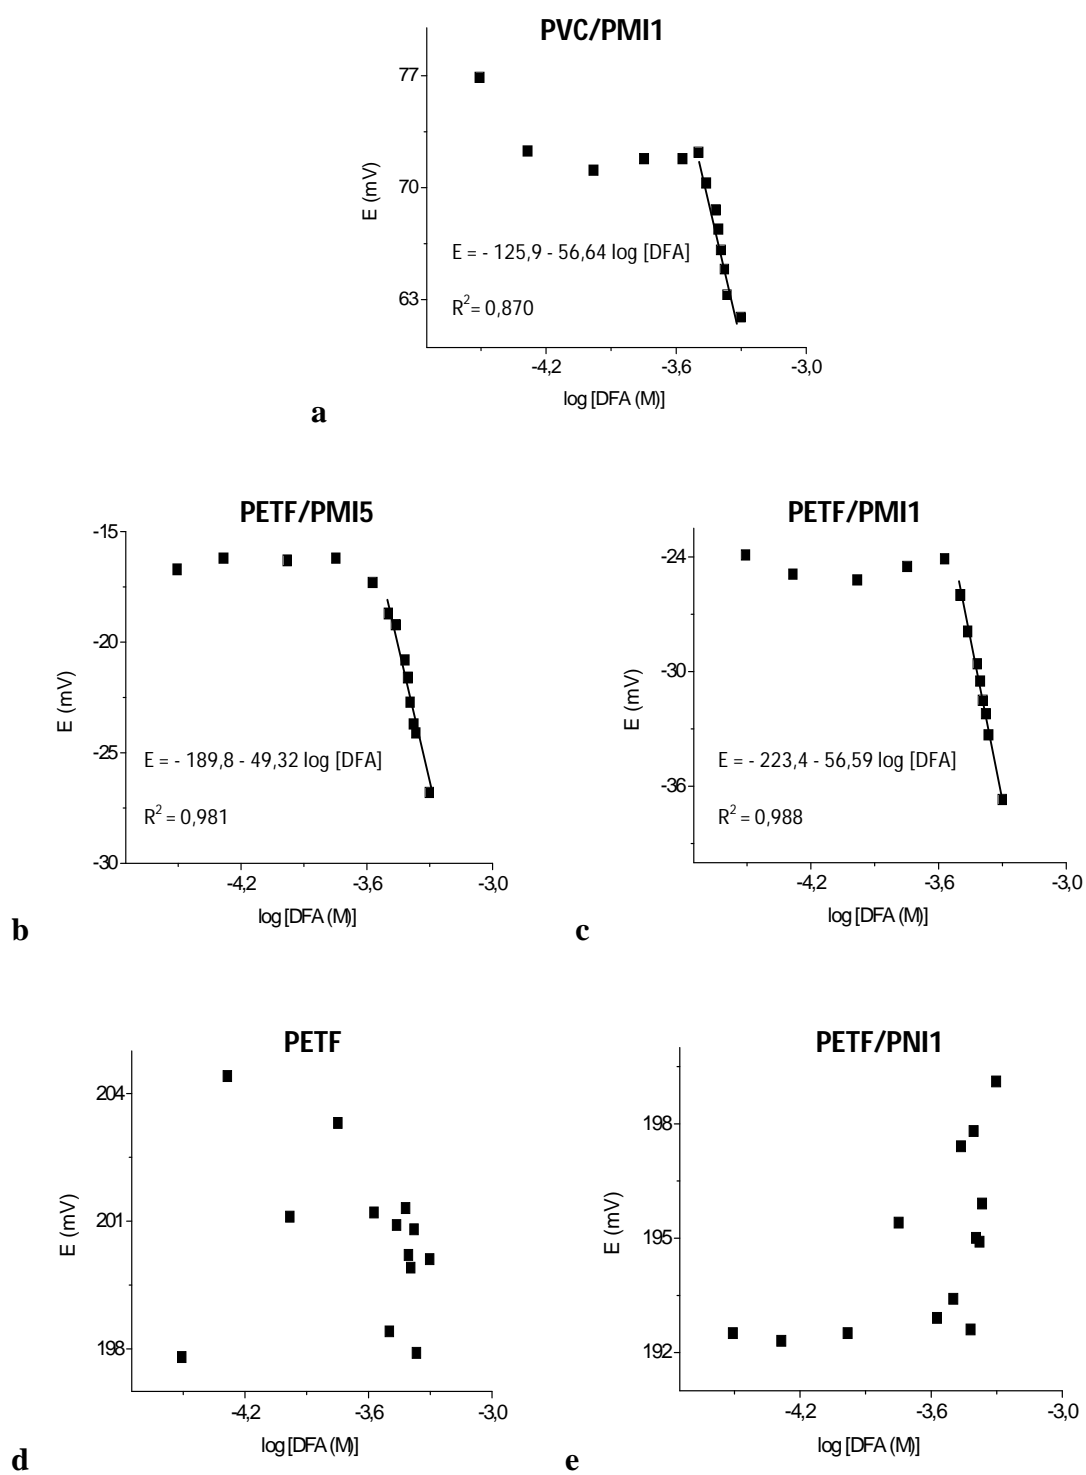 PVC/PMI1
77
70
63
E (mV)
E = - 125,9 - 56,64 log [DFA]
R²= 0,870
-4,2 -3,6 -3,0
log [DFA (M)]
a
PETF/PMI5
-15
-20
-25
-30
E (mV)
E = - 189,8 - 49,32 log [DFA]
R² = 0,981
-4,2 -3,6 -3,0
log [DFA (M)]
b
PETF/PMI1
-24
-30
-36
E (mV)
E = - 223,4 - 56,59 log [DFA]
R² = 0,988
-4,2 -3,6 -3,0
log [DFA (M)]
c
PETF
204
201
198
E (mV)
-4,2 -3,6 -3,0
log [DFA (M)]
d
PETF/PNI1
198
195
192
E (mV)
-4,2 -3,6 -3,0
log [DFA (M)]
e